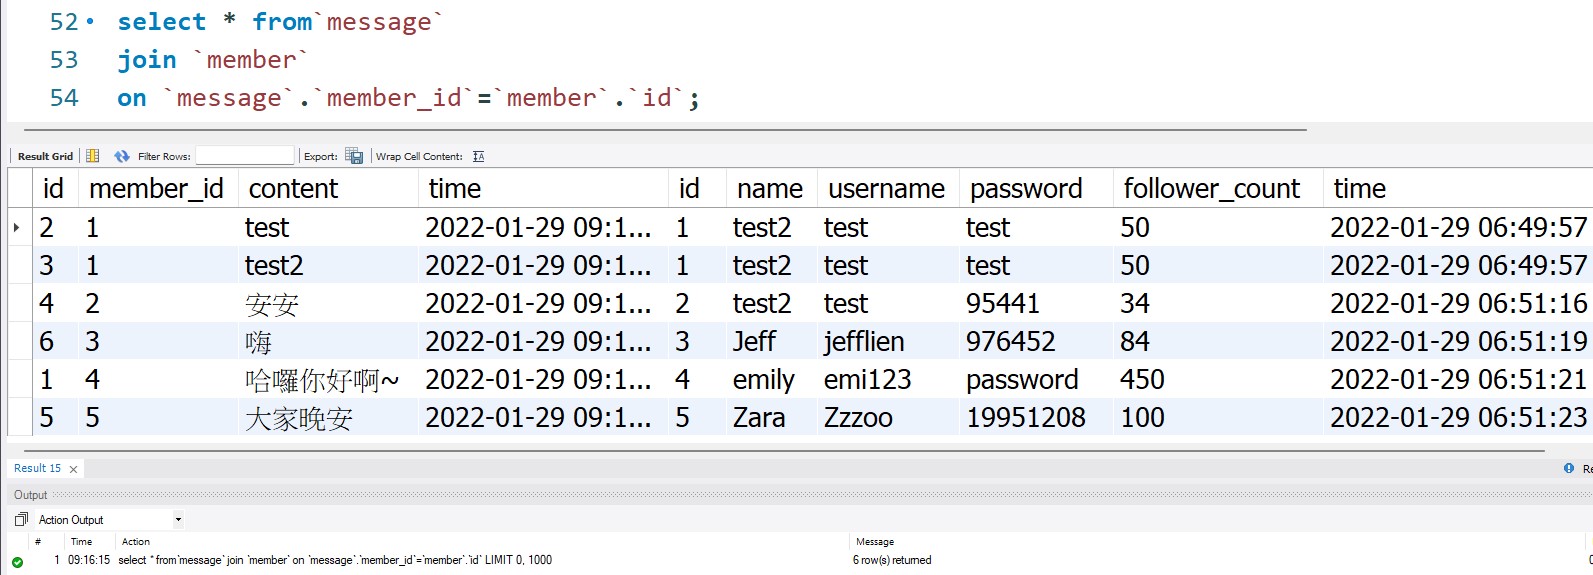 52 select * from`message`
53 join `member`
54 on `message`.`member_id`=`member`.`id`;
Result Grid Filter Rows: Export: Wrap Cell Content:
id member_id content time id name username password follower_count time
2 1 test 2022-01-29 09:1... 1 test2 test test 50 2022-01-29 06:49:57
3 1 test2 2022-01-29 09:1... 1 test2 test test 50 2022-01-29 06:49:57
4 2 安安 2022-01-29 09:1... 2 test2 test 95441 34 2022-01-29 06:51:16
6 3 嗨 2022-01-29 09:1... 3 Jeff jefflien 976452 84 2022-01-29 06:51:19
1 4 哈囉你好啊~ 2022-01-29 09:1... 4 emily emi123 password 450 2022-01-29 06:51:21
5 5 大家晚安 2022-01-29 09:1... 5 Zara Zzzoo 19951208 100 2022-01-29 06:51:23
Result 15 Re
Output
Action Output
# Time Action Message
1 09:16:15 select * from`message` join `member` on `message`.`member_id`=`member`.`id` LIMIT 0, 1000 6 row(s) returned